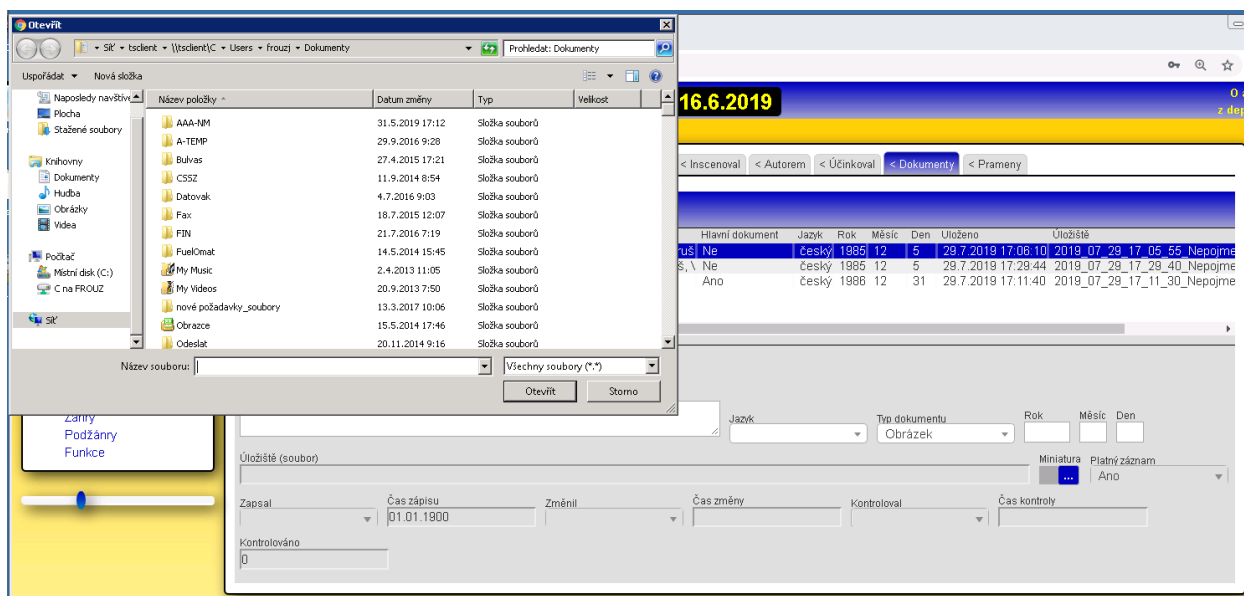 Otevřít
Síť ▸ tsclient ▸ \\tsclient\C ▸ Users ▸ frouzj ▸ Dokumenty
Prohledat: Dokumenty
Uspořádat
Nová složka
Naposledy navštíve
Plocha
Stažené soubory
Knihovny
Dokumenty
Hudba
Obrázky
Videa
Počítač
Místní disk (C:)
C na FROUZ
Síť
Název položky Datum změny Typ Velikost
AAA-NM 31.5.2019 17:12 Složka souborů
A-TEMP 29.9.2016 9:28 Složka souborů
Bulvas 27.4.2015 17:21 Složka souborů
CSSZ 11.9.2014 8:54 Složka souborů
Datovak 4.7.2016 9:03 Složka souborů
Fax 18.7.2015 12:07 Složka souborů
FIN 21.7.2016 7:19 Složka souborů
FuelOmat 14.5.2014 15:45 Složka souborů
My Music 2.4.2013 11:05 Složka souborů
My Videos 20.9.2013 7:50 Složka souborů
nové požadavky_soubory 13.3.2017 10:06 Složka souborů
Obrazce 15.5.2014 17:46 Složka souborů
Odeslat 20.11.2014 9:16 Složka souborů
Název souboru:
Všechny soubory (*.*)
Otevřít Storno
16.6.2019
O
z dep
< Inscenoval < Autorem < Účinkoval < Dokumenty < Prameny
Hlavní dokument Jazyk Rok Měsíc Den Uloženo Úložiště
ruš Ne český 1985 12 5 29.7.2019 17:06:10 2019_07_29_17_05_55_Nepojme
š, \ Ne český 1985 12 5 29.7.2019 17:29:44 2019_07_29_17_29_40_Nepojme
Ano český 1986 12 31 29.7.2019 17:11:40 2019_07_29_17_11_30_Nepojme
Žánry
Podžánry
Funkce
Jazyk Typ dokumentu Rok Měsíc Den
Obrázek
Úložiště (soubor) Miniatura Platný záznam
... Ano
Zapsal Čas zápisu Změnil Čas změny Kontroloval Čas kontroly
01.01.1900
Kontrolováno
0